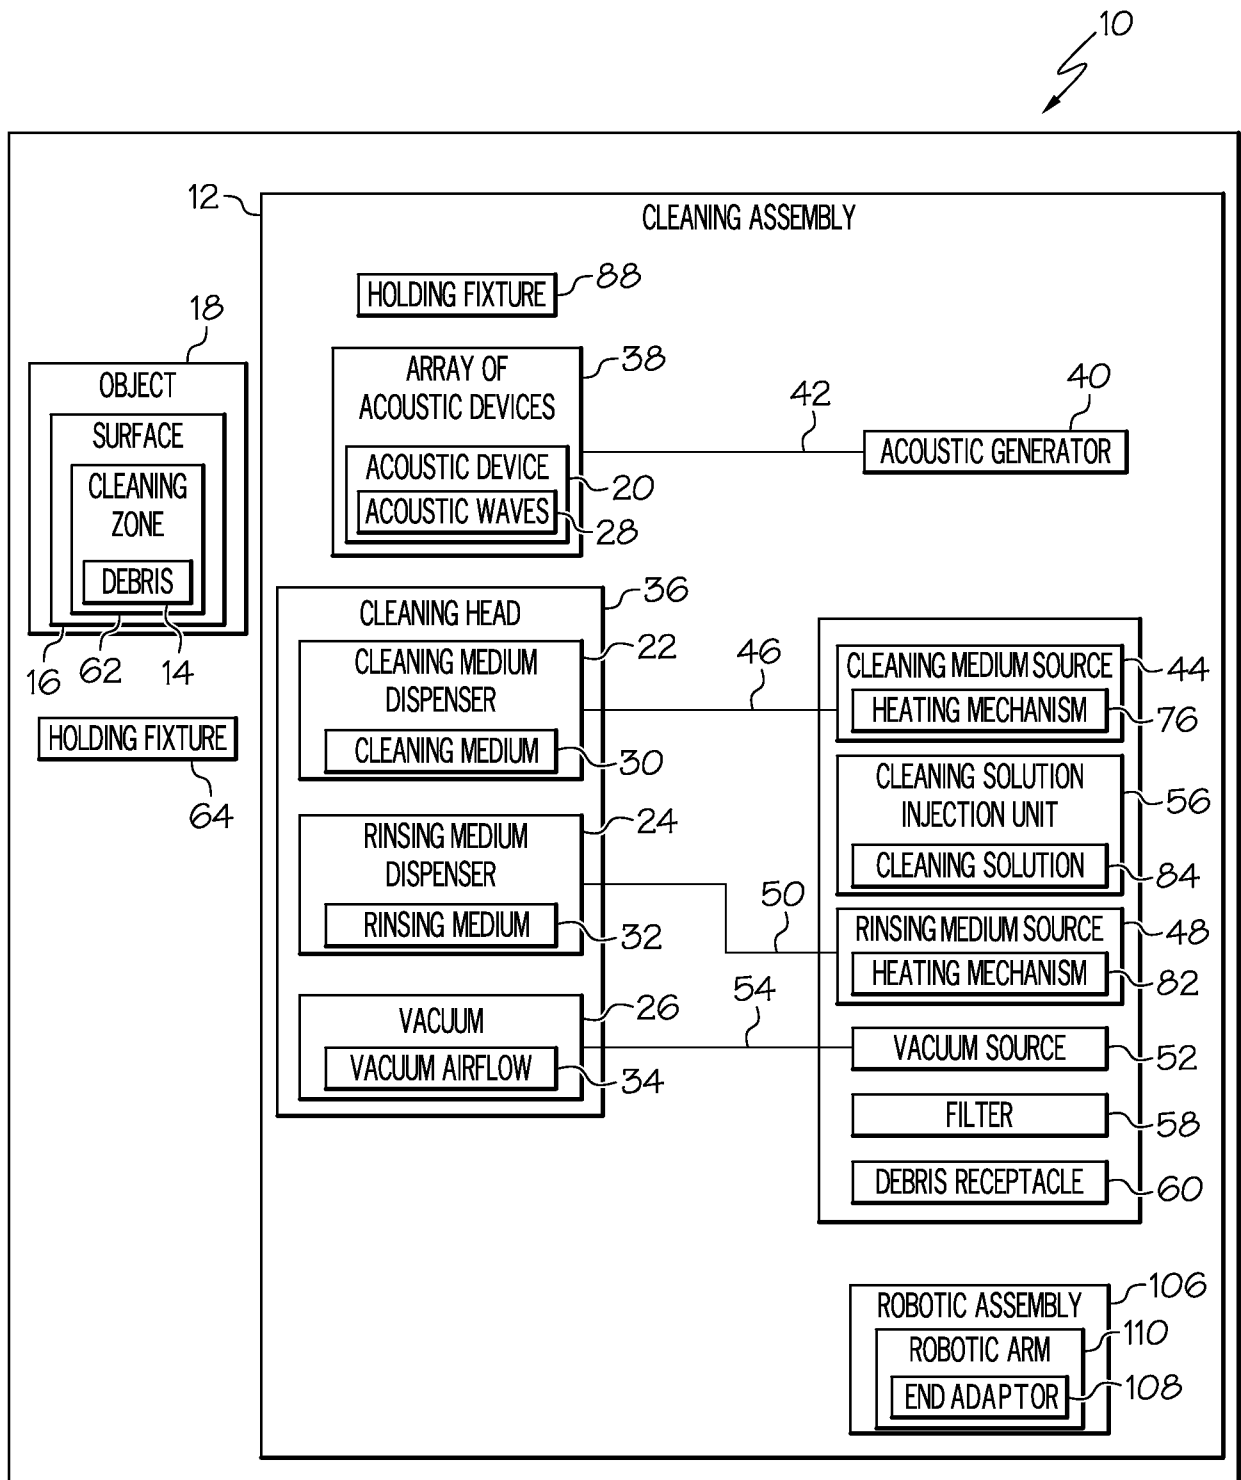 10
12
CLEANING ASSEMBLY
HOLDING FIXTURE
88
18
OBJECT
SURFACE
CLEANING
ZONE
DEBRIS
16
62
14
HOLDING FIXTURE
64
ARRAY OF
ACOUSTIC DEVICES
38
ACOUSTIC DEVICE
20
ACOUSTIC WAVES
28
42
40
ACOUSTIC GENERATOR
36
CLEANING HEAD
CLEANING MEDIUM
DISPENSER
22
CLEANING MEDIUM
30
RINSING MEDIUM
DISPENSER
24
RINSING MEDIUM
32
VACUUM
26
VACUUM AIRFLOW
34
46
50
54
CLEANING MEDIUM SOURCE
44
HEATING MECHANISM
76
CLEANING SOLUTION
INJECTION UNIT
56
CLEANING SOLUTION
84
RINSING MEDIUM SOURCE
48
HEATING MECHANISM
82
VACUUM SOURCE
52
FILTER
58
DEBRIS RECEPTACLE
60
ROBOTIC ASSEMBLY
106
ROBOTIC ARM
110
END ADAPTOR
108